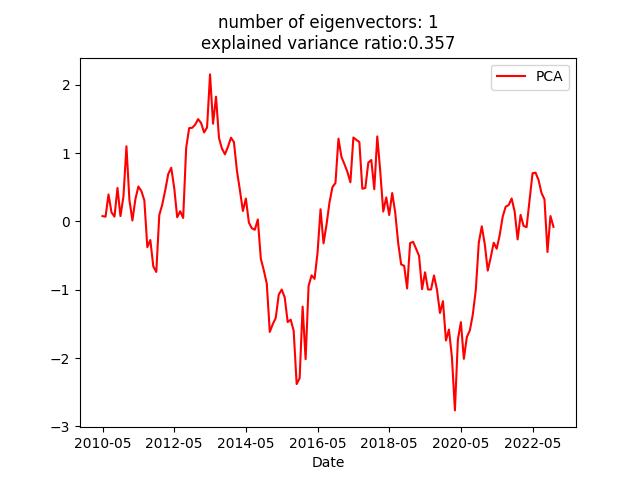 number of eigenvectors: 1
explained variance ratio:0.357
PCA
2
1
0
−1
−2
−3
2010-05 2012-05 2014-05 2016-05 2018-05 2020-05 2022-05
Date